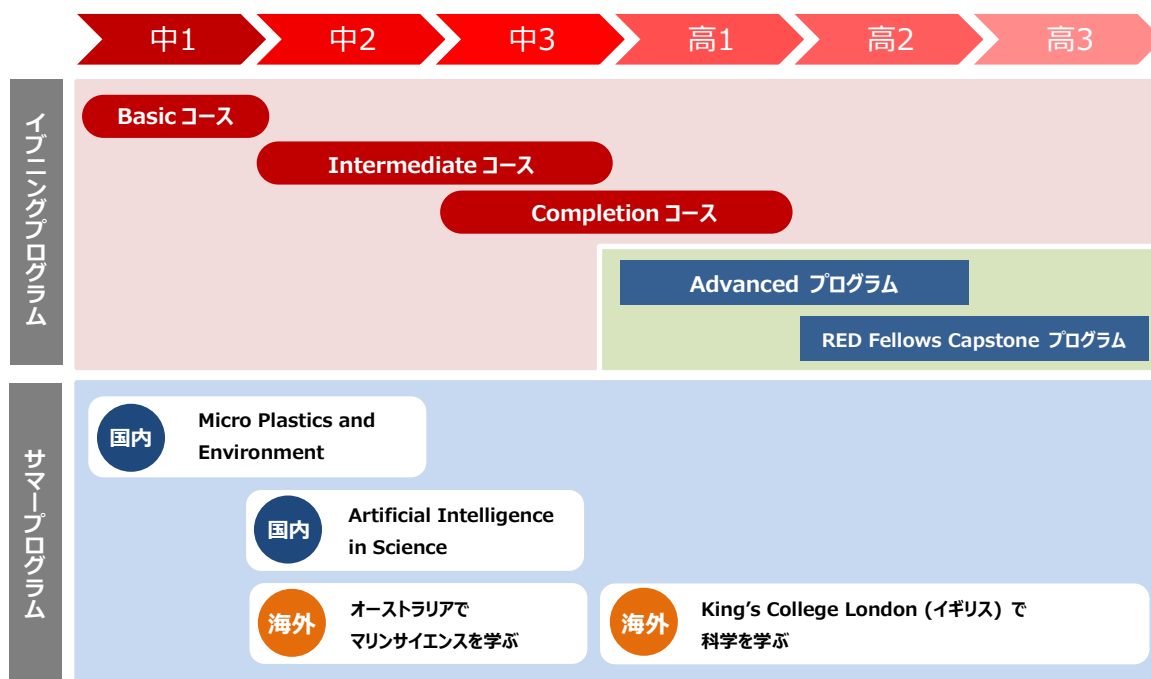 中1
中2
中3
高1
高2
高3
イブニングプログラム
Basic コース
Intermediate コース
Completion コース
Advanced プログラム
RED Fellows Capstone プログラム
サマープログラム
国内
Micro Plastics and
Environment
国内
Artificial Intelligence
in Science
海外
オーストラリアで
マリンサイエンスを学ぶ
海外
King’s College London (イギリス) で
科学を学ぶ